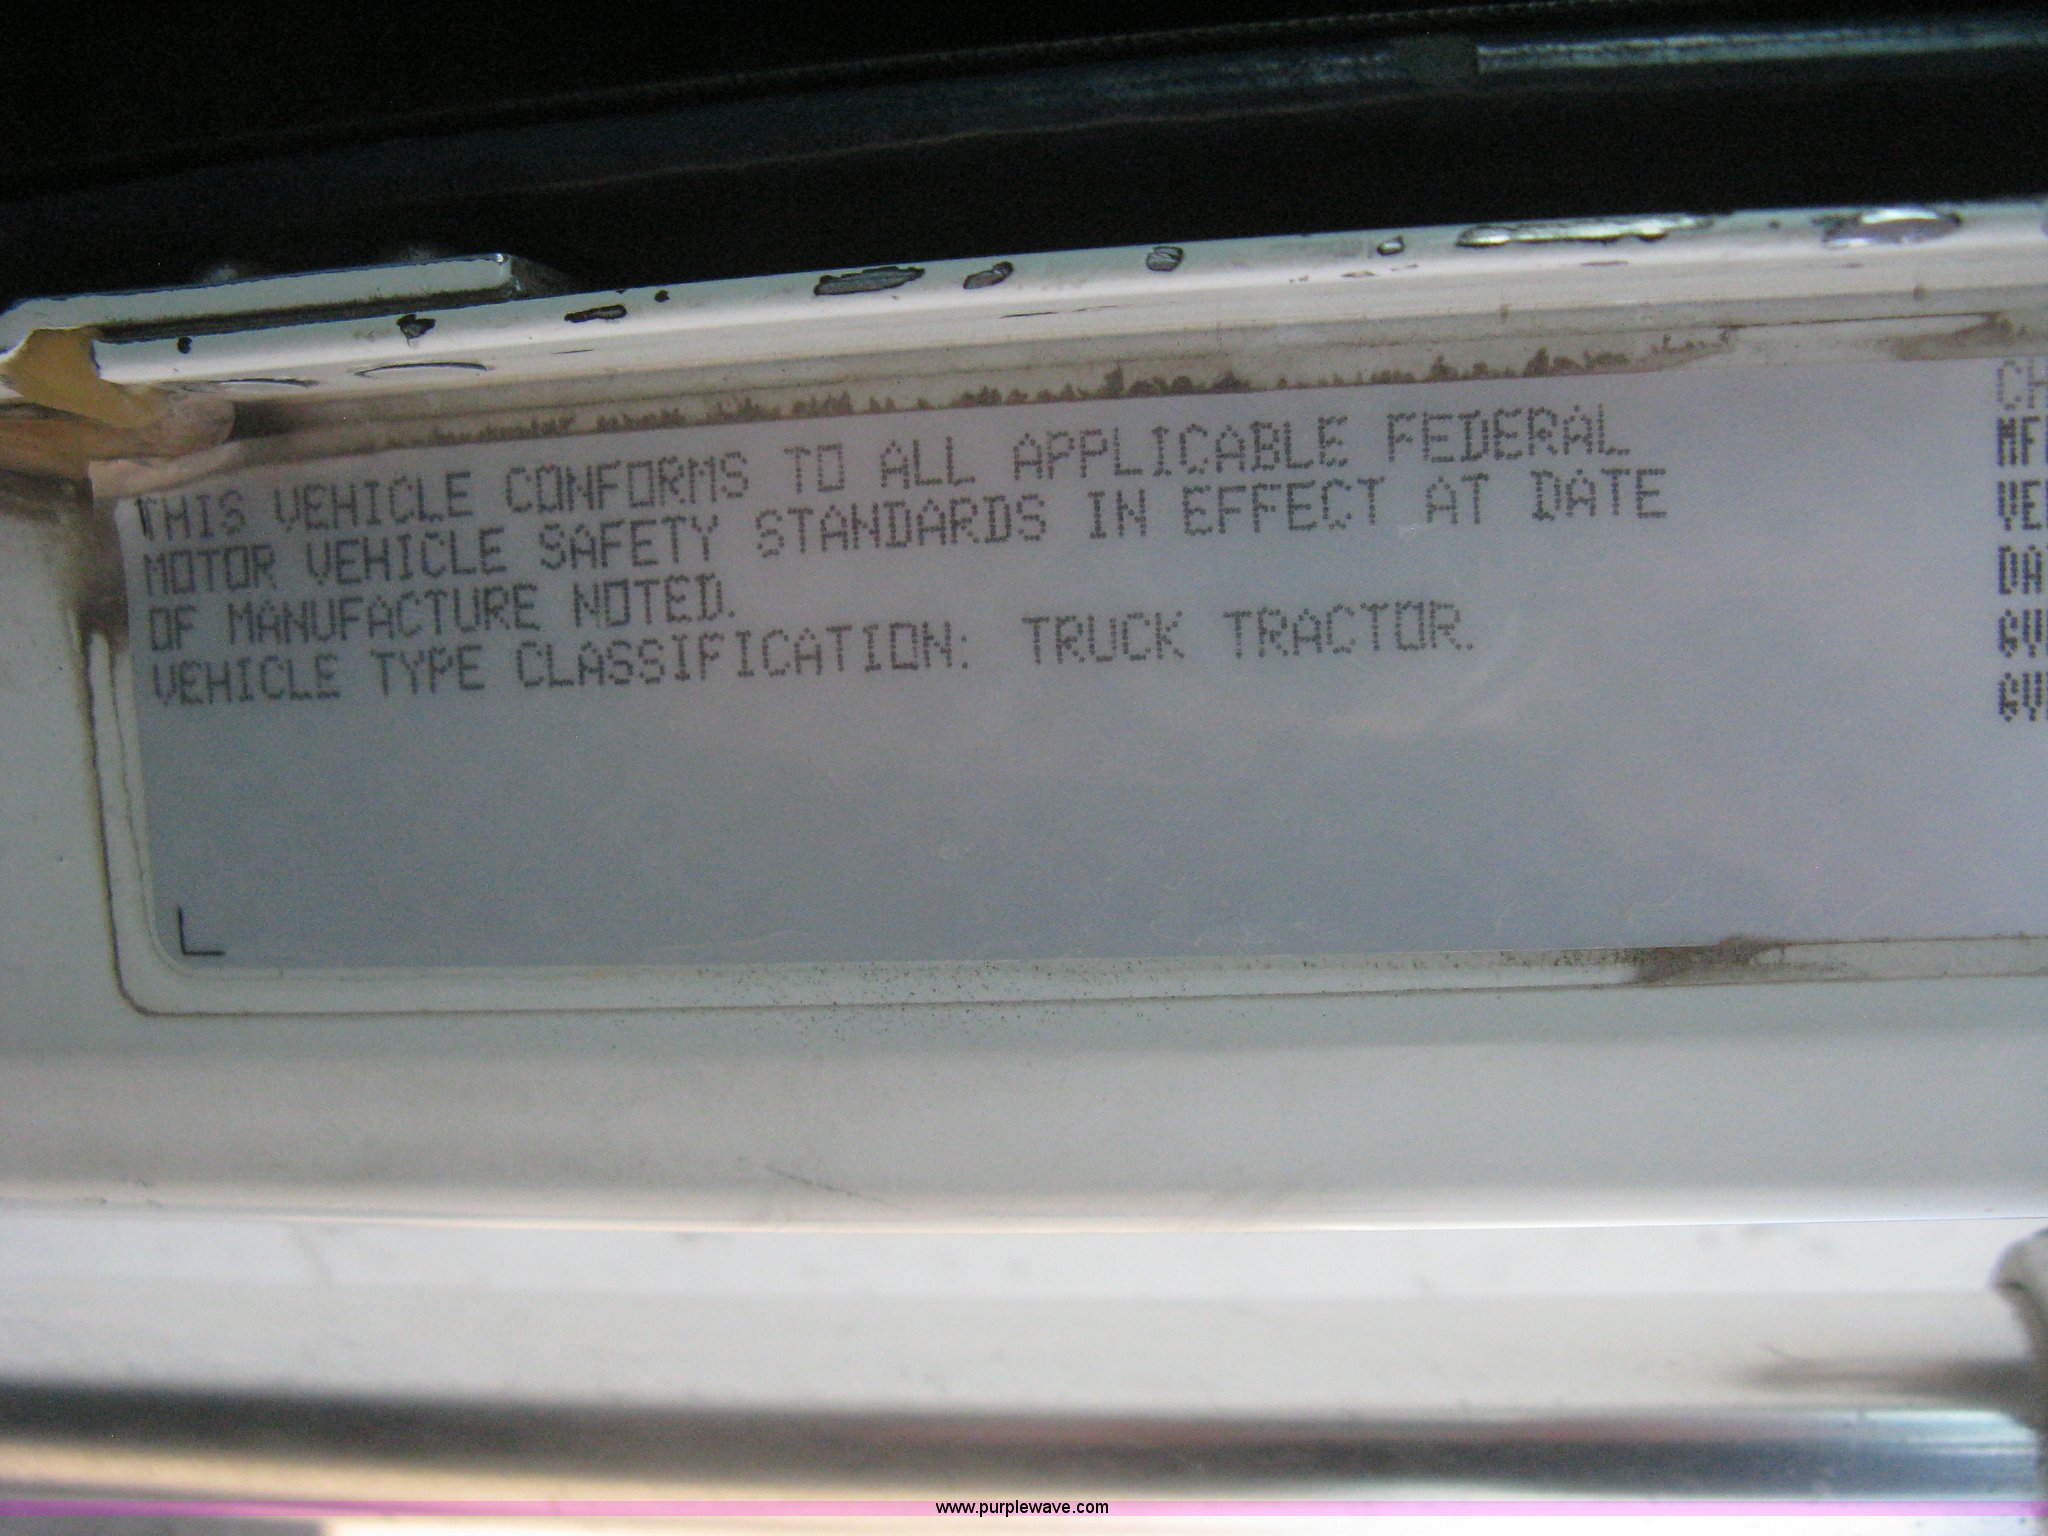 THIS VEHICLE CONFORMS TO ALL APPLICABLE FEDERAL
MOTOR VEHICLE SAFETY STANDARDS IN EFFECT AT DATE
OF MANUFACTURE NOTED.
VEHICLE TYPE CLASSIFICATION: TRUCK TRACTOR.
www.purplewave.com